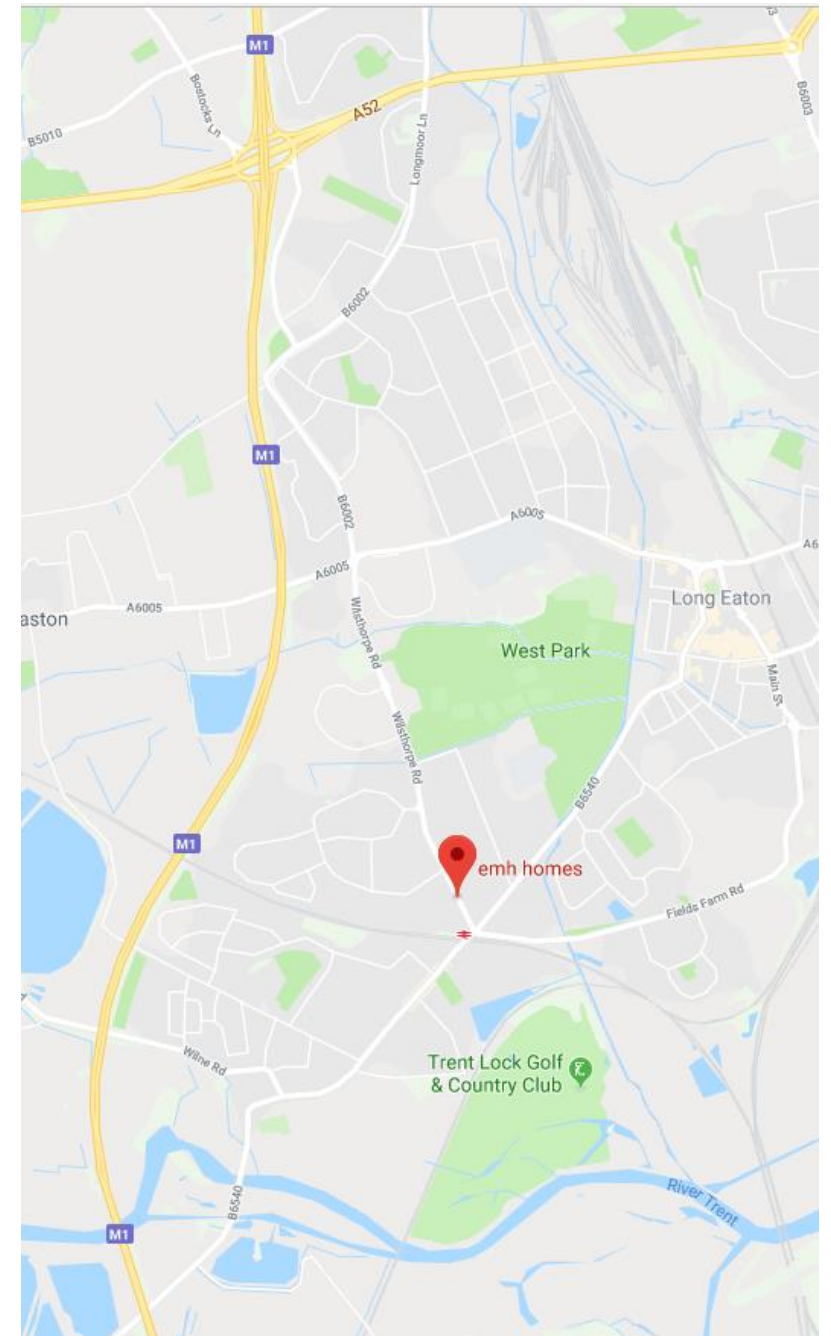 M1
Bostocks Ln
B5010
A52
Longmoor Ln
B6003
B6002
M1
B6002
A6005
A6005
A6005
aston
Long Eaton
West Park
Wilsthorpe Rd
Main St
Wilsthorpe Rd
B6540
M1
emh homes
Fields Farm Rd
Trent Lock Golf
& Country Club
Wilne Rd
River Trent
B6540
M1